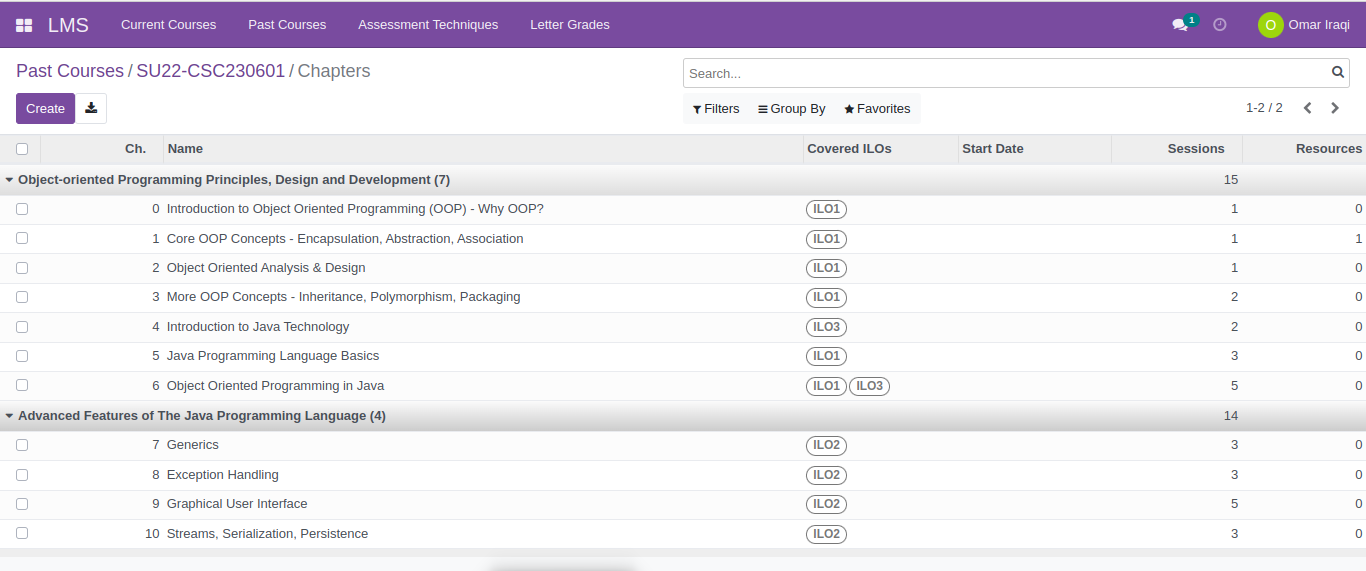 LMS Current Courses Past Courses Assessment Techniques Letter Grades 1 O Omar Iraqi
Past Courses / SU22-CSC230601 / Chapters Search...
Create Filters Group By Favorites 1-2 / 2
Ch. Name Covered ILOs Start Date Sessions Resources
Object-oriented Programming Principles, Design and Development (7) 15
0 Introduction to Object Oriented Programming (OOP) - Why OOP? ILO1 1 0
1 Core OOP Concepts - Encapsulation, Abstraction, Association ILO1 1 1
2 Object Oriented Analysis & Design ILO1 1 0
3 More OOP Concepts - Inheritance, Polymorphism, Packaging ILO1 2 0
4 Introduction to Java Technology ILO3 2 0
5 Java Programming Language Basics ILO1 3 0
6 Object Oriented Programming in Java ILO1 ILO3 5 0
Advanced Features of The Java Programming Language (4) 14
7 Generics ILO2 3 0
8 Exception Handling ILO2 3 0
9 Graphical User Interface ILO2 5 0
10 Streams, Serialization, Persistence ILO2 3 0